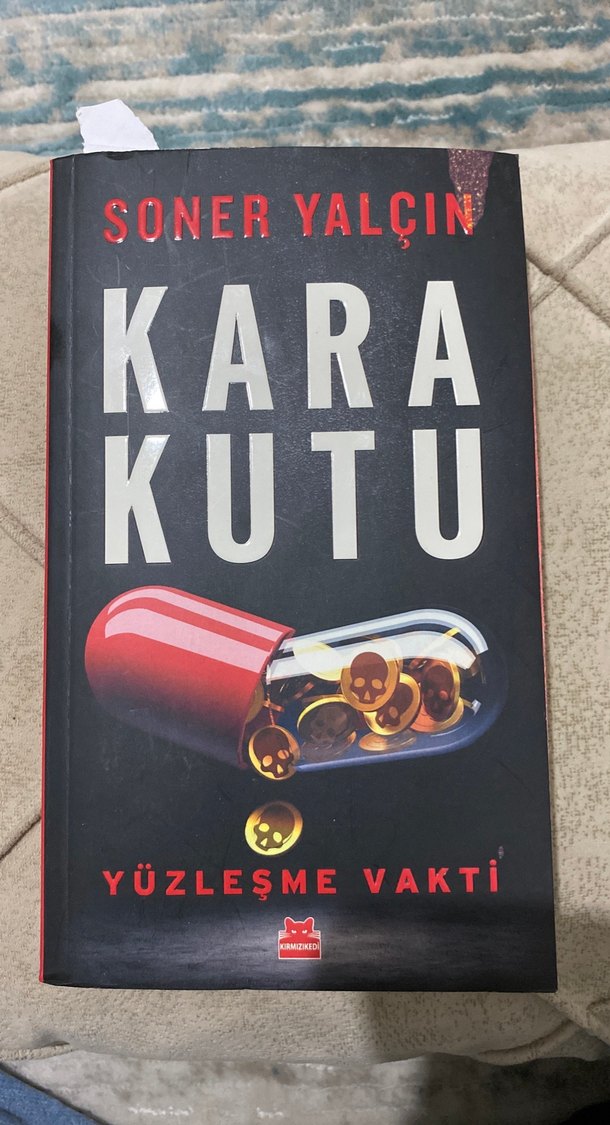 SONER YALÇIN
KARA
KUTU
YÜZLEŞME VAKTİ
KIRMIZIKEDİ